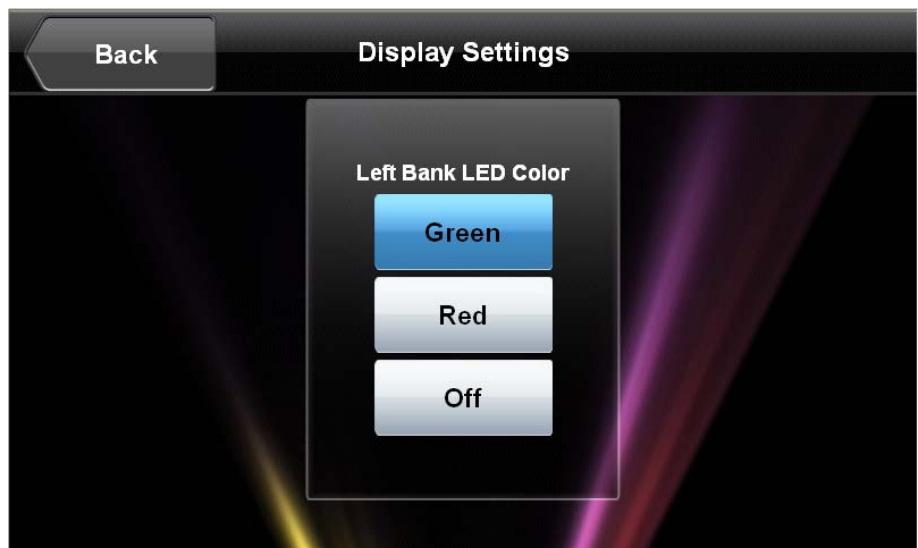 Back
Display Settings
Left Bank LED Color
Green
Red
Off